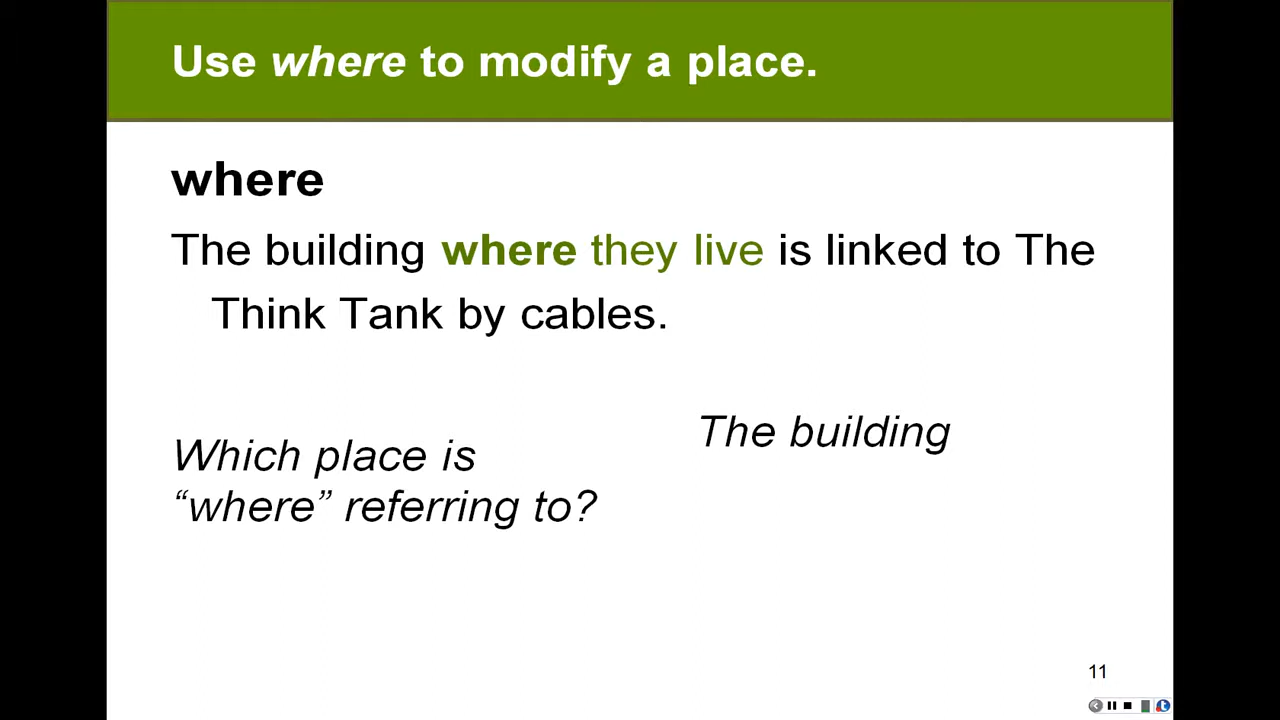 Use where to modify a place.
where
The building where they live is linked to The
Think Tank by cables.
The building
Which place is
“where” referring to?
11